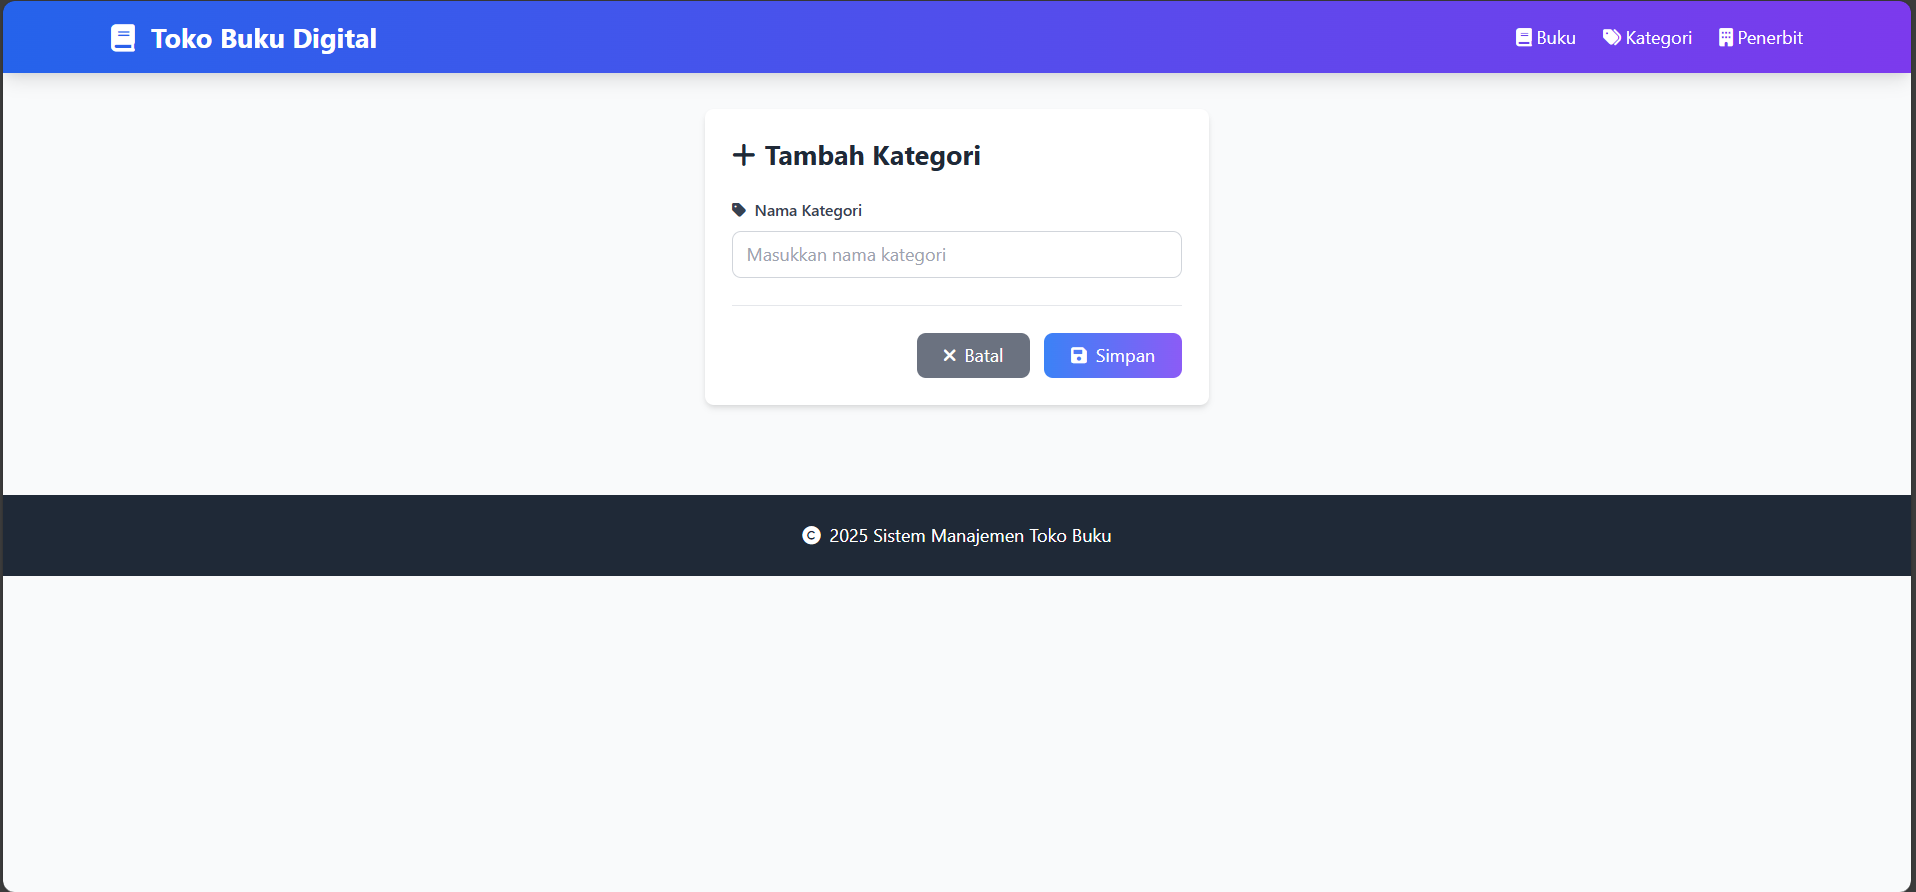 Toko Buku Digital
Buku Kategori Penerbit
Tambah Kategori
Nama Kategori
Masukkan nama kategori
Batal Simpan
© 2025 Sistem Manajemen Toko Buku